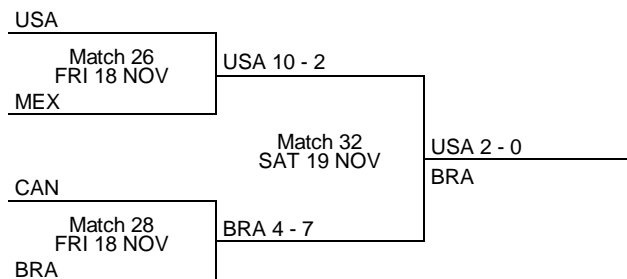 USA
Match 26
FRI 18 NOV
USA 10 - 2
MEX
Match 32
SAT 19 NOV
USA 2 - 0
BRA
CAN
Match 28
FRI 18 NOV
BRA 4 - 7
BRA